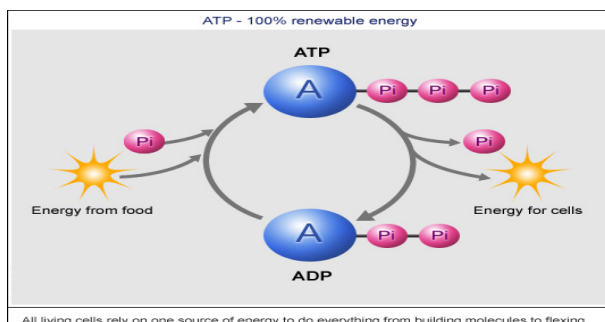 ATP - 100% renewable energy
ATP
A Pi Pi Pi
Pi Pi
Energy from food Energy for cells
A Pi Pi
ADP
All living cells rely on one source of energy to do everything from building molecules to flexing